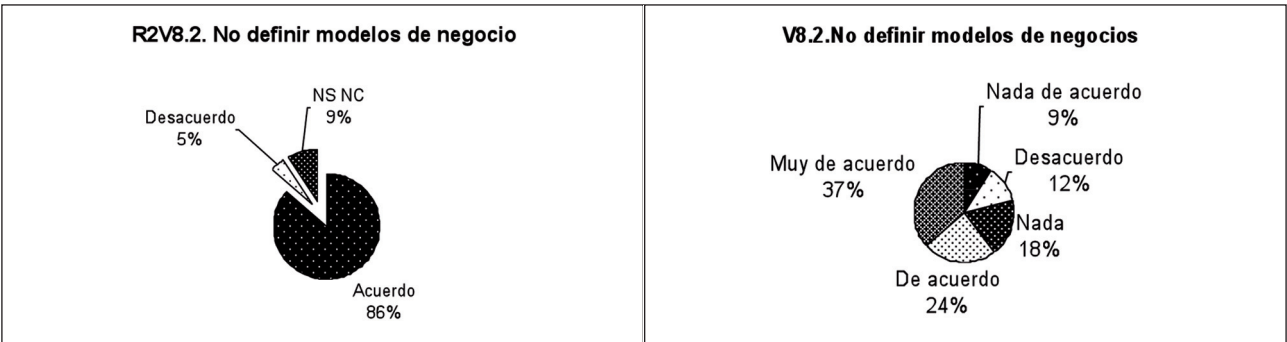 R2V8.2. No definir modelos de negocio
NS NC
9%
Desacuerdo
5%
Acuerdo
86%
V8.2.No definir modelos de negocios
Nada de acuerdo
9%
Desacuerdo
12%
Muy de acuerdo
37%
Nada
18%
De acuerdo
24%